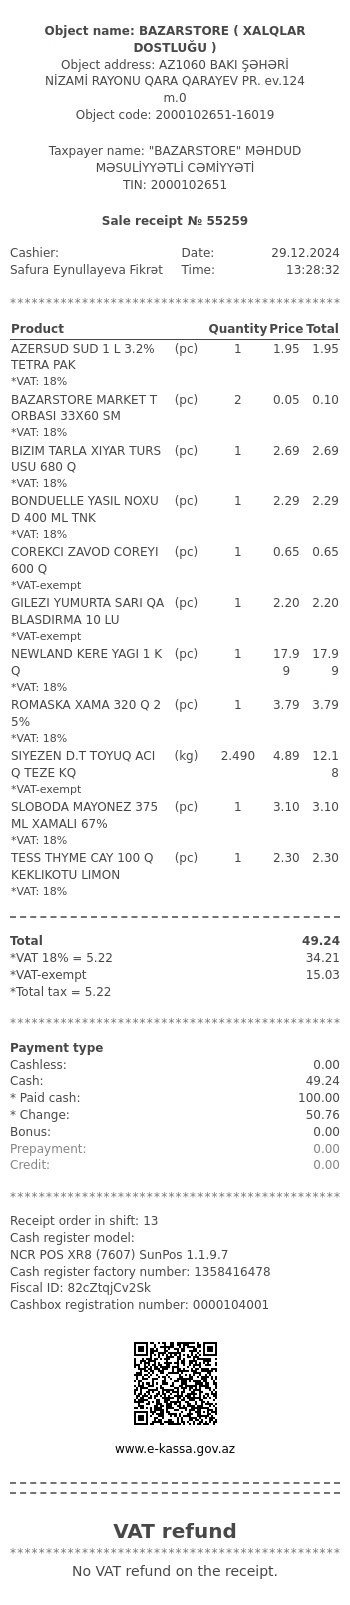 Object name: BAZARSTORE ( XALQLAR
DOSTLUĞU )
Object address: AZ1060 BAKI ŞƏHƏRİ
NİZAMİ RAYONU QARA QARAYEV PR. ev.124
m.0
Object code: 2000102651-16019
Taxpayer name: "BAZARSTORE" MƏHDUD
MƏSULİYYƏTLİ CƏMİYYƏTİ
TIN: 2000102651
Sale receipt № 55259
Cashier: Date: 29.12.2024
Safura Eynullayeva Fikrət Time: 13:28:32
**********************************************
Product Quantity Price Total
AZERSUD SUD 1 L 3.2% (pc) 1 1.95 1.95
TETRA PAK
*VAT: 18%
BAZARSTORE MARKET T (pc) 2 0.05 0.10
ORBASI 33X60 SM
*VAT: 18%
BIZIM TARLA XIYAR TURS (pc) 1 2.69 2.69
USU 680 Q
*VAT: 18%
BONDUELLE YASIL NOXU (pc) 1 2.29 2.29
D 400 ML TNK
*VAT: 18%
COREKCI ZAVOD COREYI (pc) 1 0.65 0.65
600 Q
*VAT-exempt
GILEZI YUMURTA SARI QA (pc) 1 2.20 2.20
BLASDIRMA 10 LU
*VAT-exempt
NEWLAND KERE YAGI 1 K (pc) 1 17.9 17.9
Q 9 9
*VAT: 18%
ROMASKA XAMA 320 Q 2 (pc) 1 3.79 3.79
5%
*VAT: 18%
SIYEZEN D.T TOYUQ ACI (kg) 2.490 4.89 12.1
Q TEZE KQ 8
*VAT-exempt
SLOBODA MAYONEZ 375 (pc) 1 3.10 3.10
ML XAMALI 67%
*VAT: 18%
TESS THYME CAY 100 Q (pc) 1 2.30 2.30
KEKLIKOTU LIMON
*VAT: 18%
Total 49.24
*VAT 18% = 5.22 34.21
*VAT-exempt 15.03
*Total tax = 5.22
**********************************************
Payment type
Cashless: 0.00
Cash: 49.24
* Paid cash: 100.00
* Change: 50.76
Bonus: 0.00
Prepayment: 0.00
Credit: 0.00
**********************************************
Receipt order in shift: 13
Cash register model:
NCR POS XR8 (7607) SunPos 1.1.9.7
Cash register factory number: 1358416478
Fiscal ID: 82cZtqjCv2Sk
Cashbox registration number: 0000104001
www.e-kassa.gov.az
VAT refund
**********************************************
No VAT refund on the receipt.